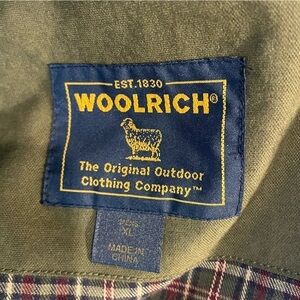 EST. 1830
WOOLRICH®
The Original Outdoor
Clothing Company™
XL
MADE IN
CHINA